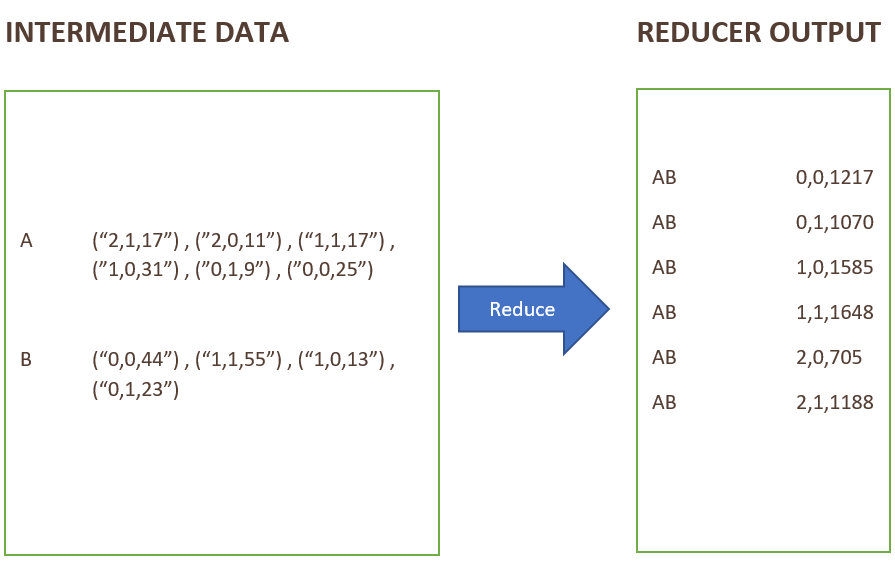 INTERMEDIATE DATA
REDUCER OUTPUT
A (“2,1,17”) , (”2,0,11”) , (“1,1,17”) ,
(”1,0,31”) , (”0,1,9”) , (”0,0,25”)
B (“0,0,44”) , (“1,1,55”) , (“1,0,13”) ,
(“0,1,23”)
Reduce
AB 0,0,1217
AB 0,1,1070
AB 1,0,1585
AB 1,1,1648
AB 2,0,705
AB 2,1,1188